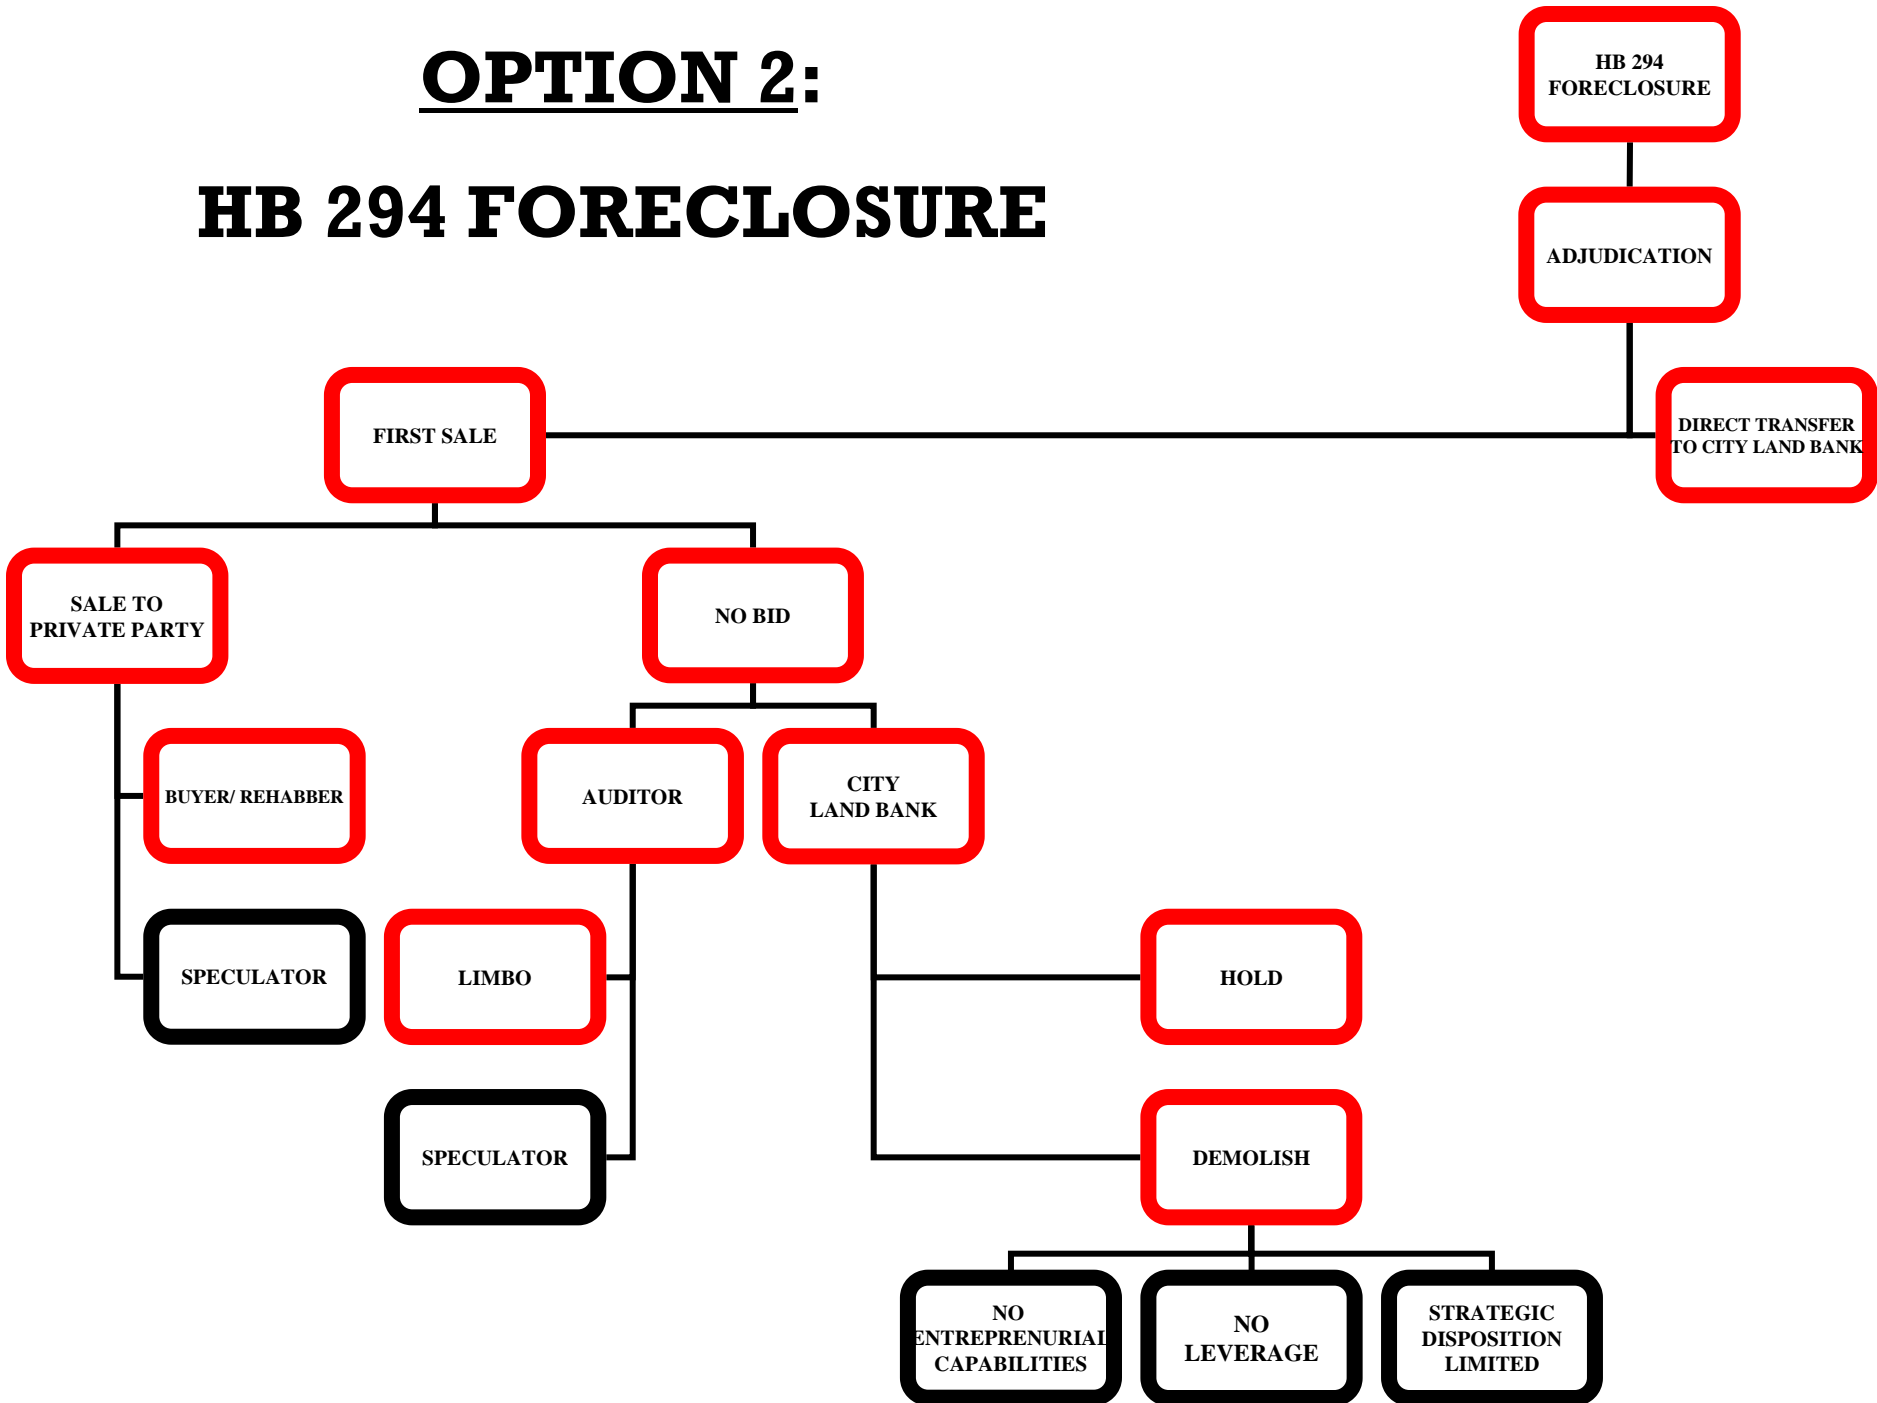 OPTION 2:
HB 294 FORECLOSURE
HB 294
FORECLOSURE
ADJUDICATION
FIRST SALE
DIRECT TRANSFER
TO CITY LAND BANK
SALE TO
PRIVATE PARTY
NO BID
BUYER/ REHABBER
AUDITOR
CITY
LAND BANK
SPECULATOR
LIMBO
HOLD
SPECULATOR
DEMOLISH
NO
ENTREPRENURIAL
CAPABILITIES
NO
LEVERAGE
STRATEGIC
DISPOSITION
LIMITED